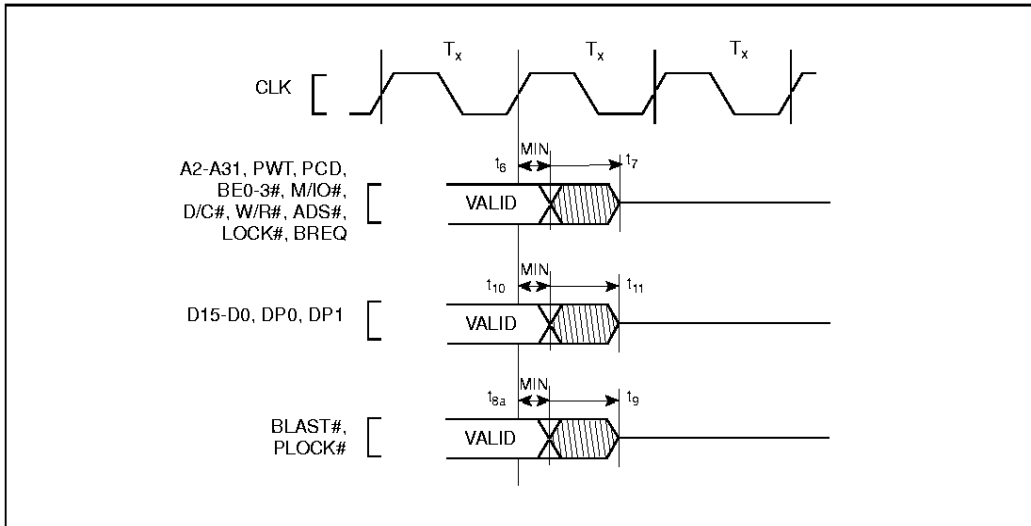 Tx Tx Tx
CLK
t6 MIN t7
A2-A31, PWT, PCD,
BE0-3#, M/IO#,
D/C#, W/R#, ADS#,
LOCK#, BREQ
VALID
t10 MIN t11
D15-D0, DP0, DP1
VALID
t8a MIN t9
BLAST#,
PLOCK#
VALID